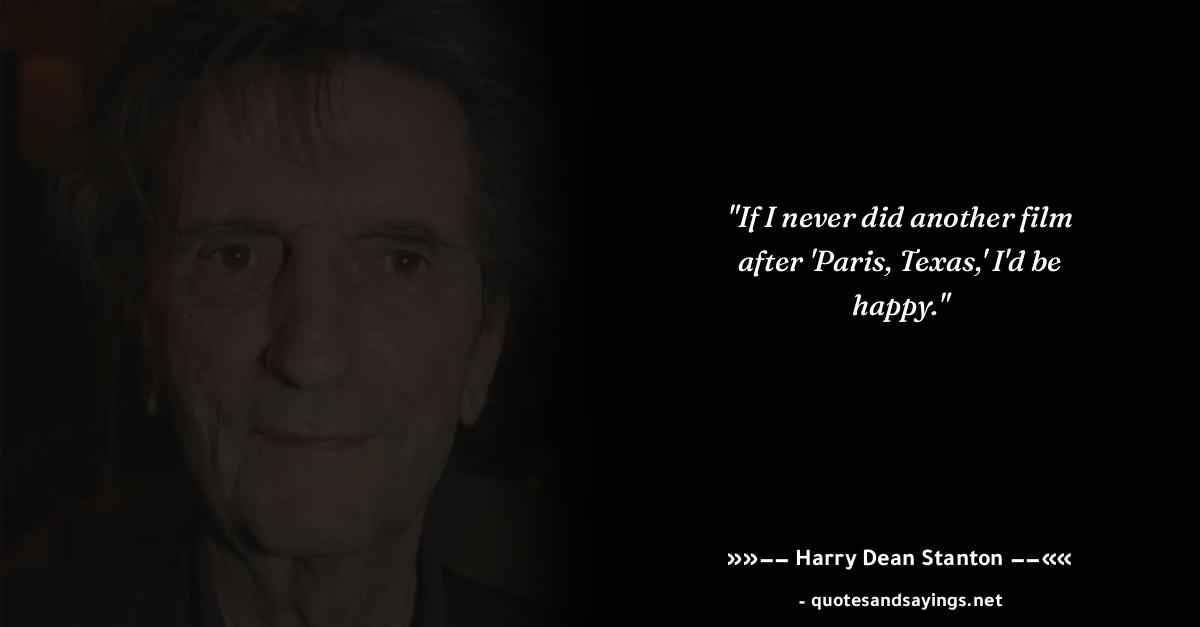 "If I never did another film
after 'Paris, Texas,' I'd be
happy."
»»–– Harry Dean Stanton ––««
- quotesandsayings.net